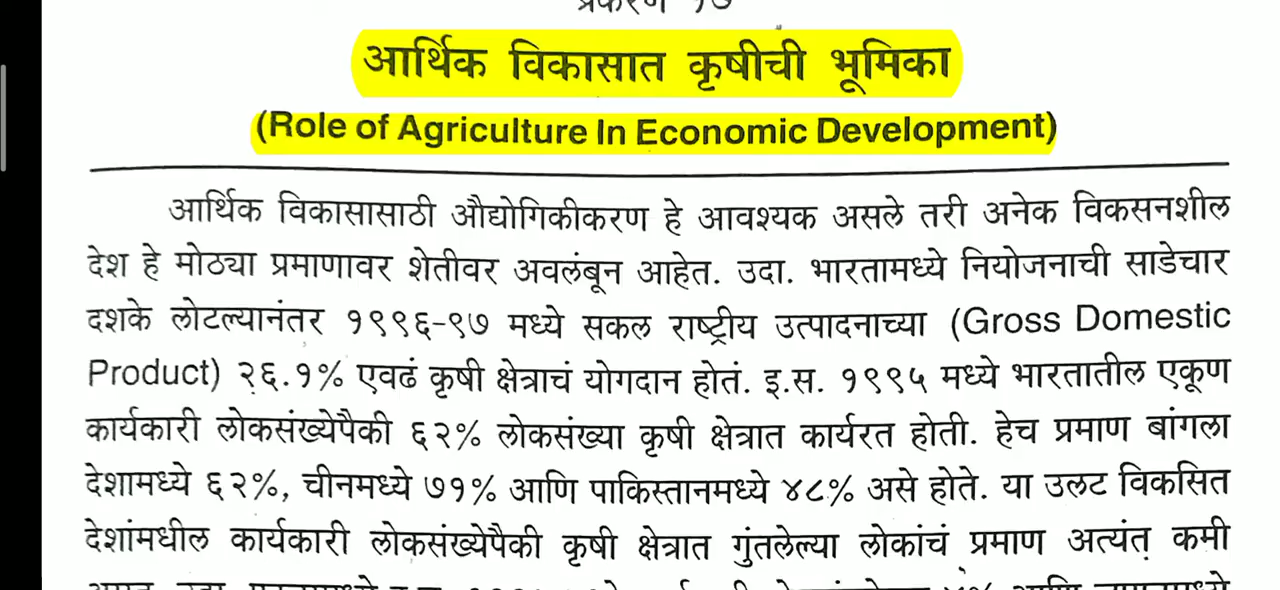 प्रकरण १७
आर्थिक विकासात कृषीची भूमिका
(Role of Agriculture In Economic Development)
आर्थिक विकासासाठी औद्योगिकीकरण हे आवश्यक असले तरी अनेक विकसनशील
देश हे मोठ्या प्रमाणावर शेतीवर अवलंबून आहेत. उदा. भारतामध्ये नियोजनाची साडेचार
दशके लोटल्यानंतर १९९६-९७ मध्ये सकल राष्ट्रीय उत्पादनाच्या (Gross Domestic
Product) २६.१% एवढं कृषी क्षेत्राचं योगदान होतं. इ.स. १९९५ मध्ये भारतातील एकूण
कार्यकारी लोकसंख्येपैकी ६२% लोकसंख्या कृषी क्षेत्रात कार्यरत होती. हेच प्रमाण बांगला
देशामध्ये ६२%, चीनमध्ये ७१% आणि पाकिस्तानमध्ये ४८% असे होते. या उलट विकसित
देशांमधील कार्यकारी लोकसंख्येपैकी कृषी क्षेत्रात गुंतलेल्या लोकांचं प्रमाण अत्यंत कमी